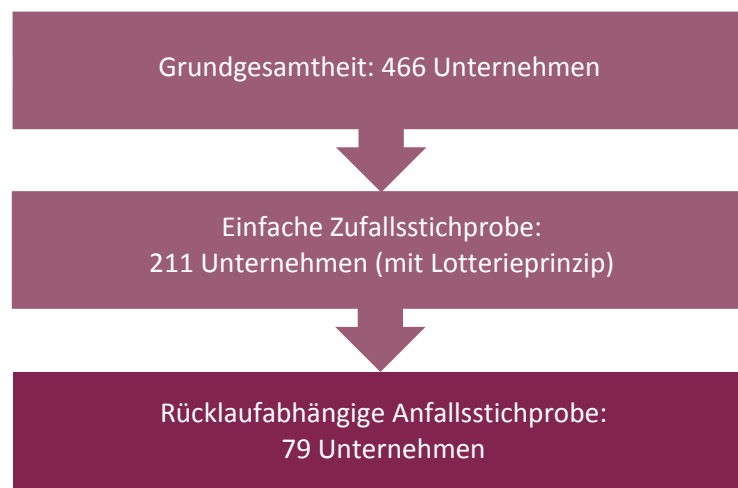 Grundgesamtheit: 466 Unternehmen
Einfache Zufallsstichprobe:
211 Unternehmen (mit Lotterieprinzip)
Rücklaufabhängige Anfallsstichprobe:
79 Unternehmen